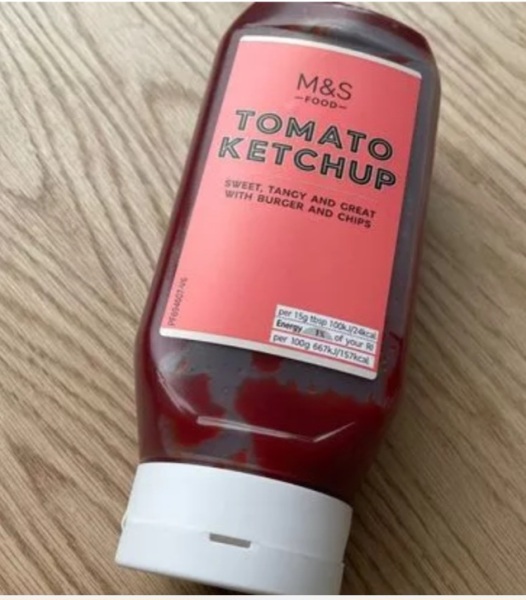 M&S
—FOOD—
TOMATO
KETCHUP
SWEET, TANGY AND GREAT
WITH BURGER AND CHIPS
per 15g tbsp 100kJ/24kcal
Energy 1% of your RI
per 100g 667kJ/157kcal